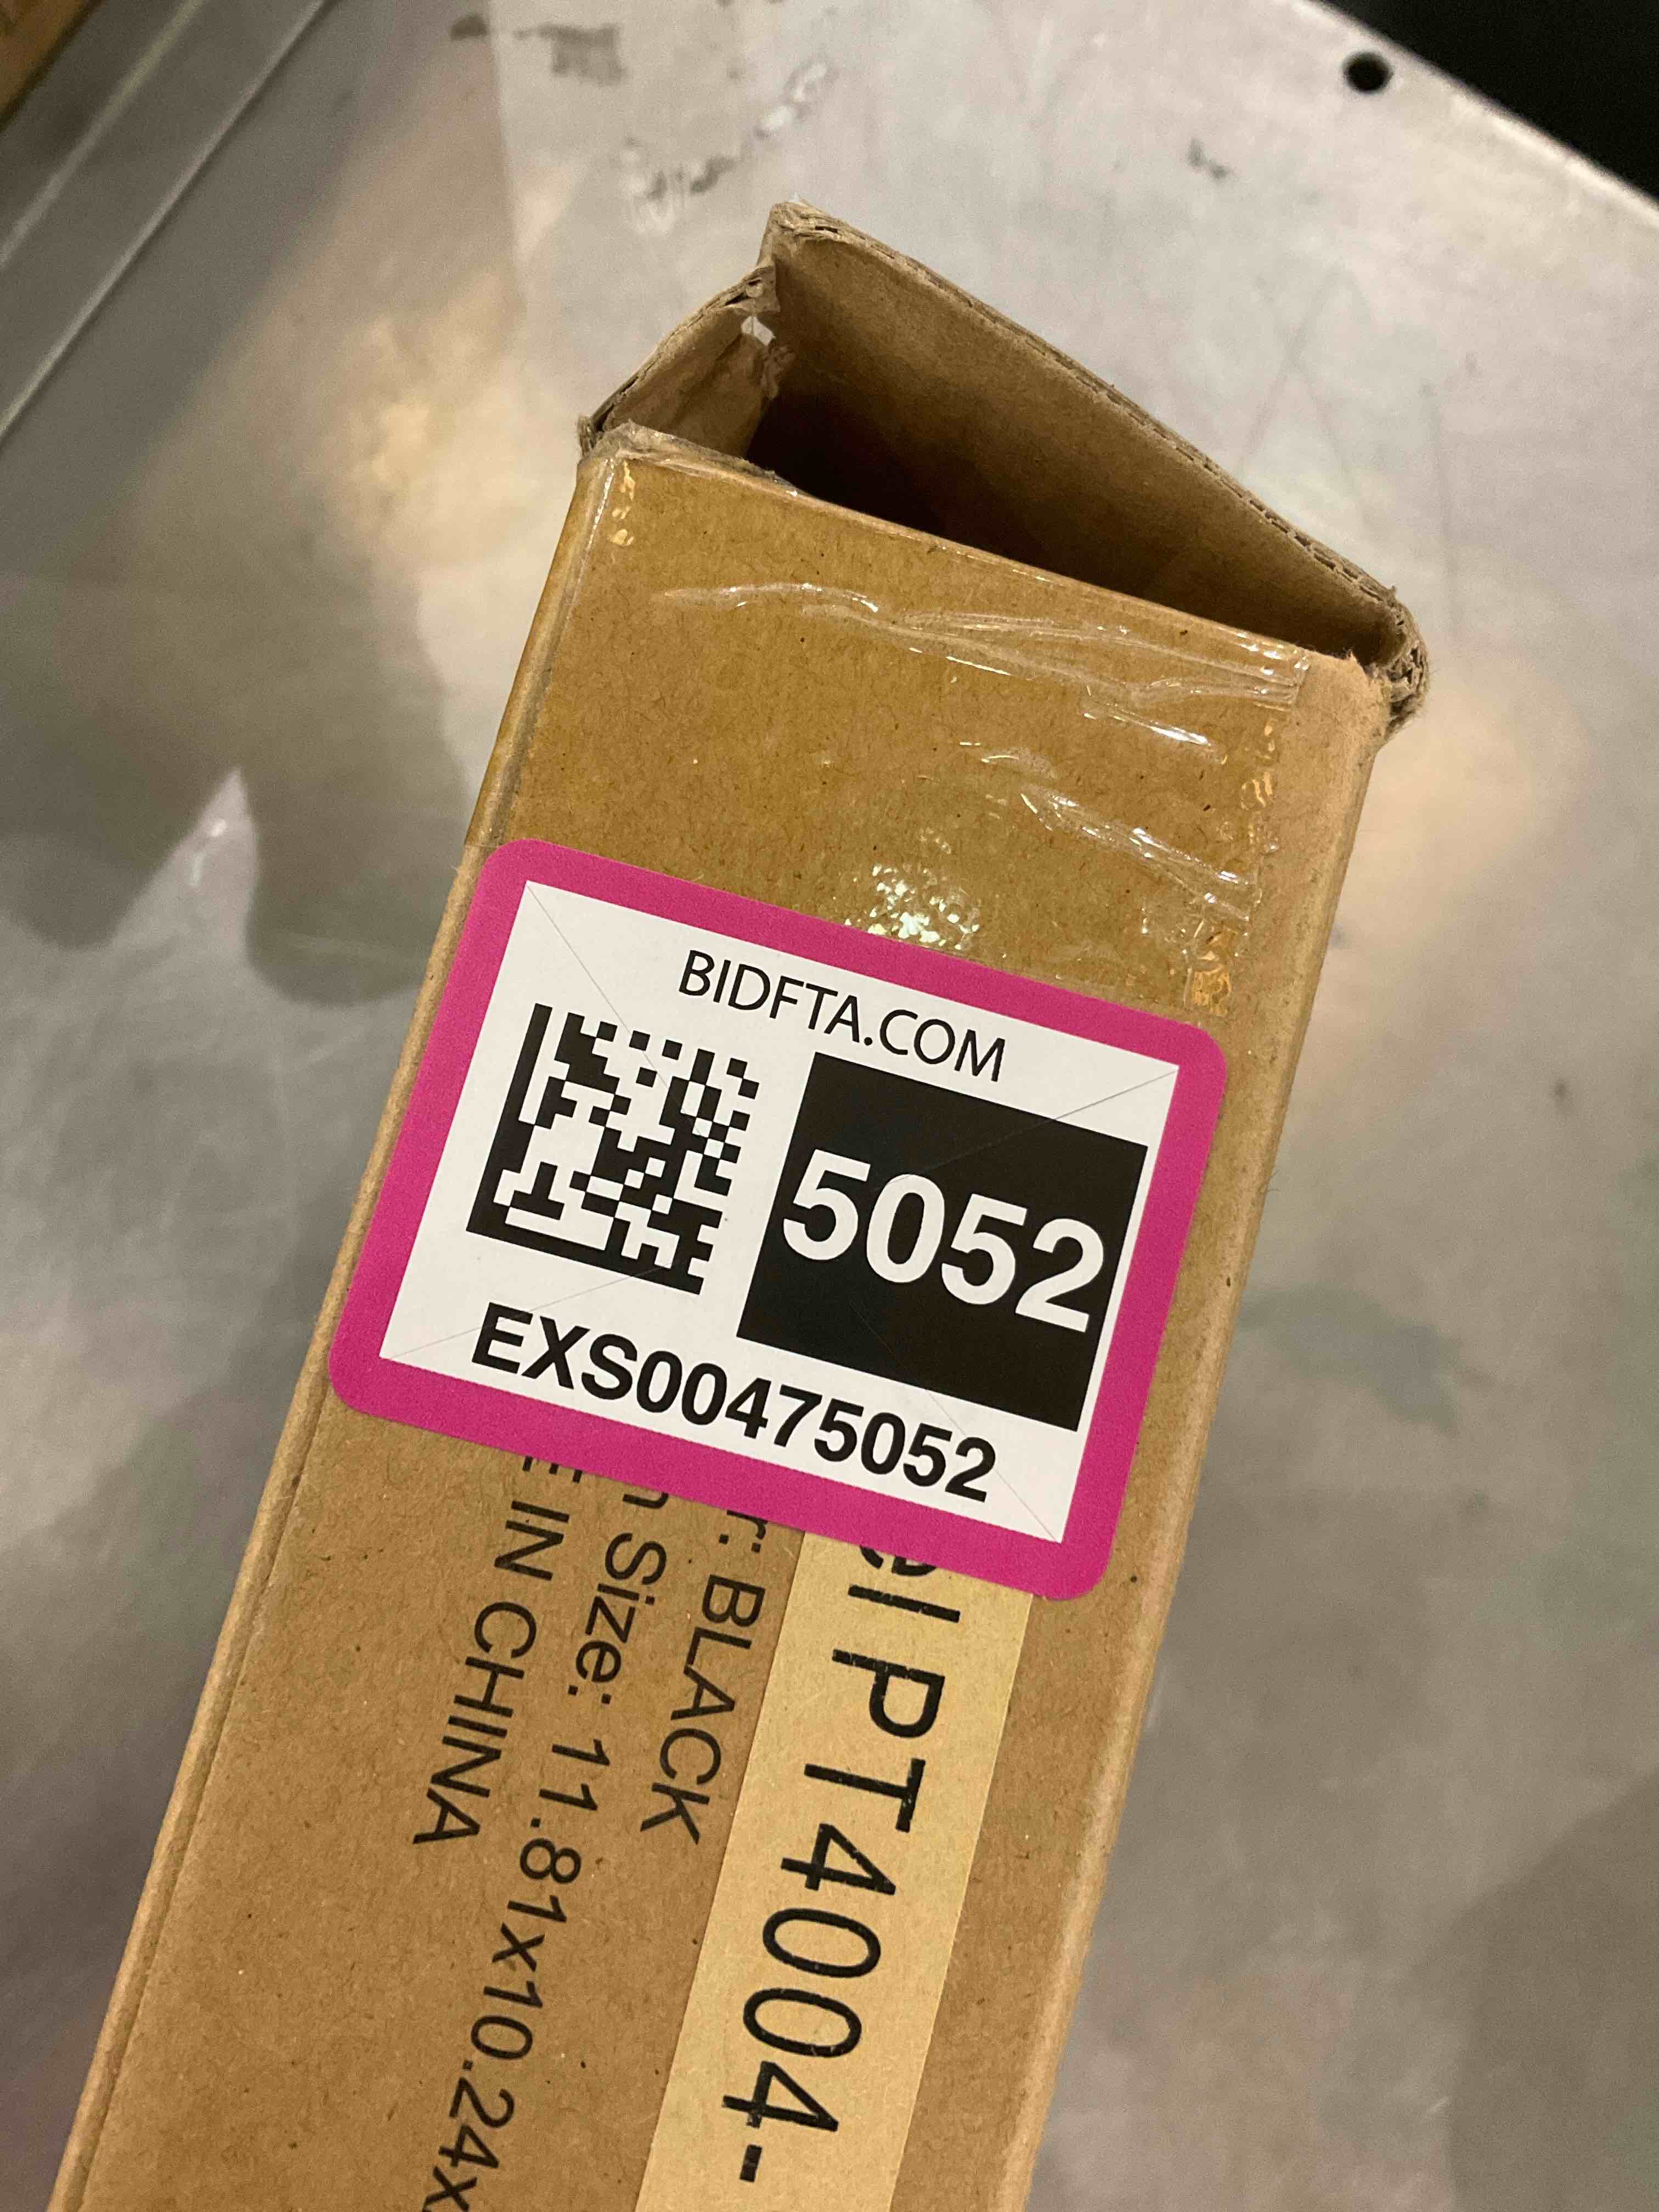 BIDFTA.COM
5052
EXS00475052
PT4004-
BLACK
Size: 11.81x10.24x
IN CHINA